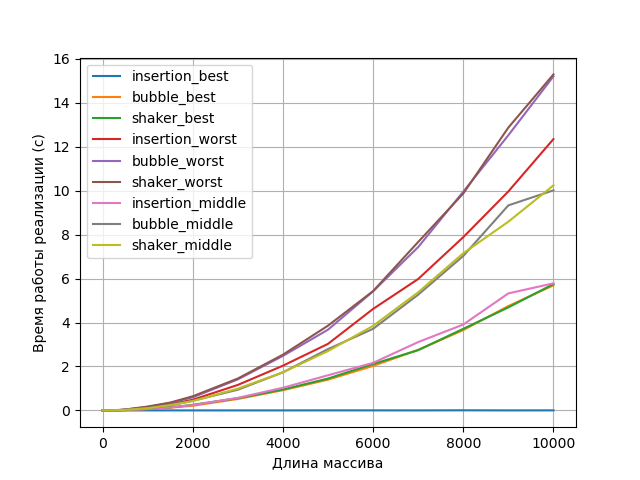 16
14
12
10
8
6
4
2
0
Время работы реализации (с)
insertion_best
bubble_best
shaker_best
insertion_worst
bubble_worst
shaker_worst
insertion_middle
bubble_middle
shaker_middle
0 2000 4000 6000 8000 10000
Длина массива